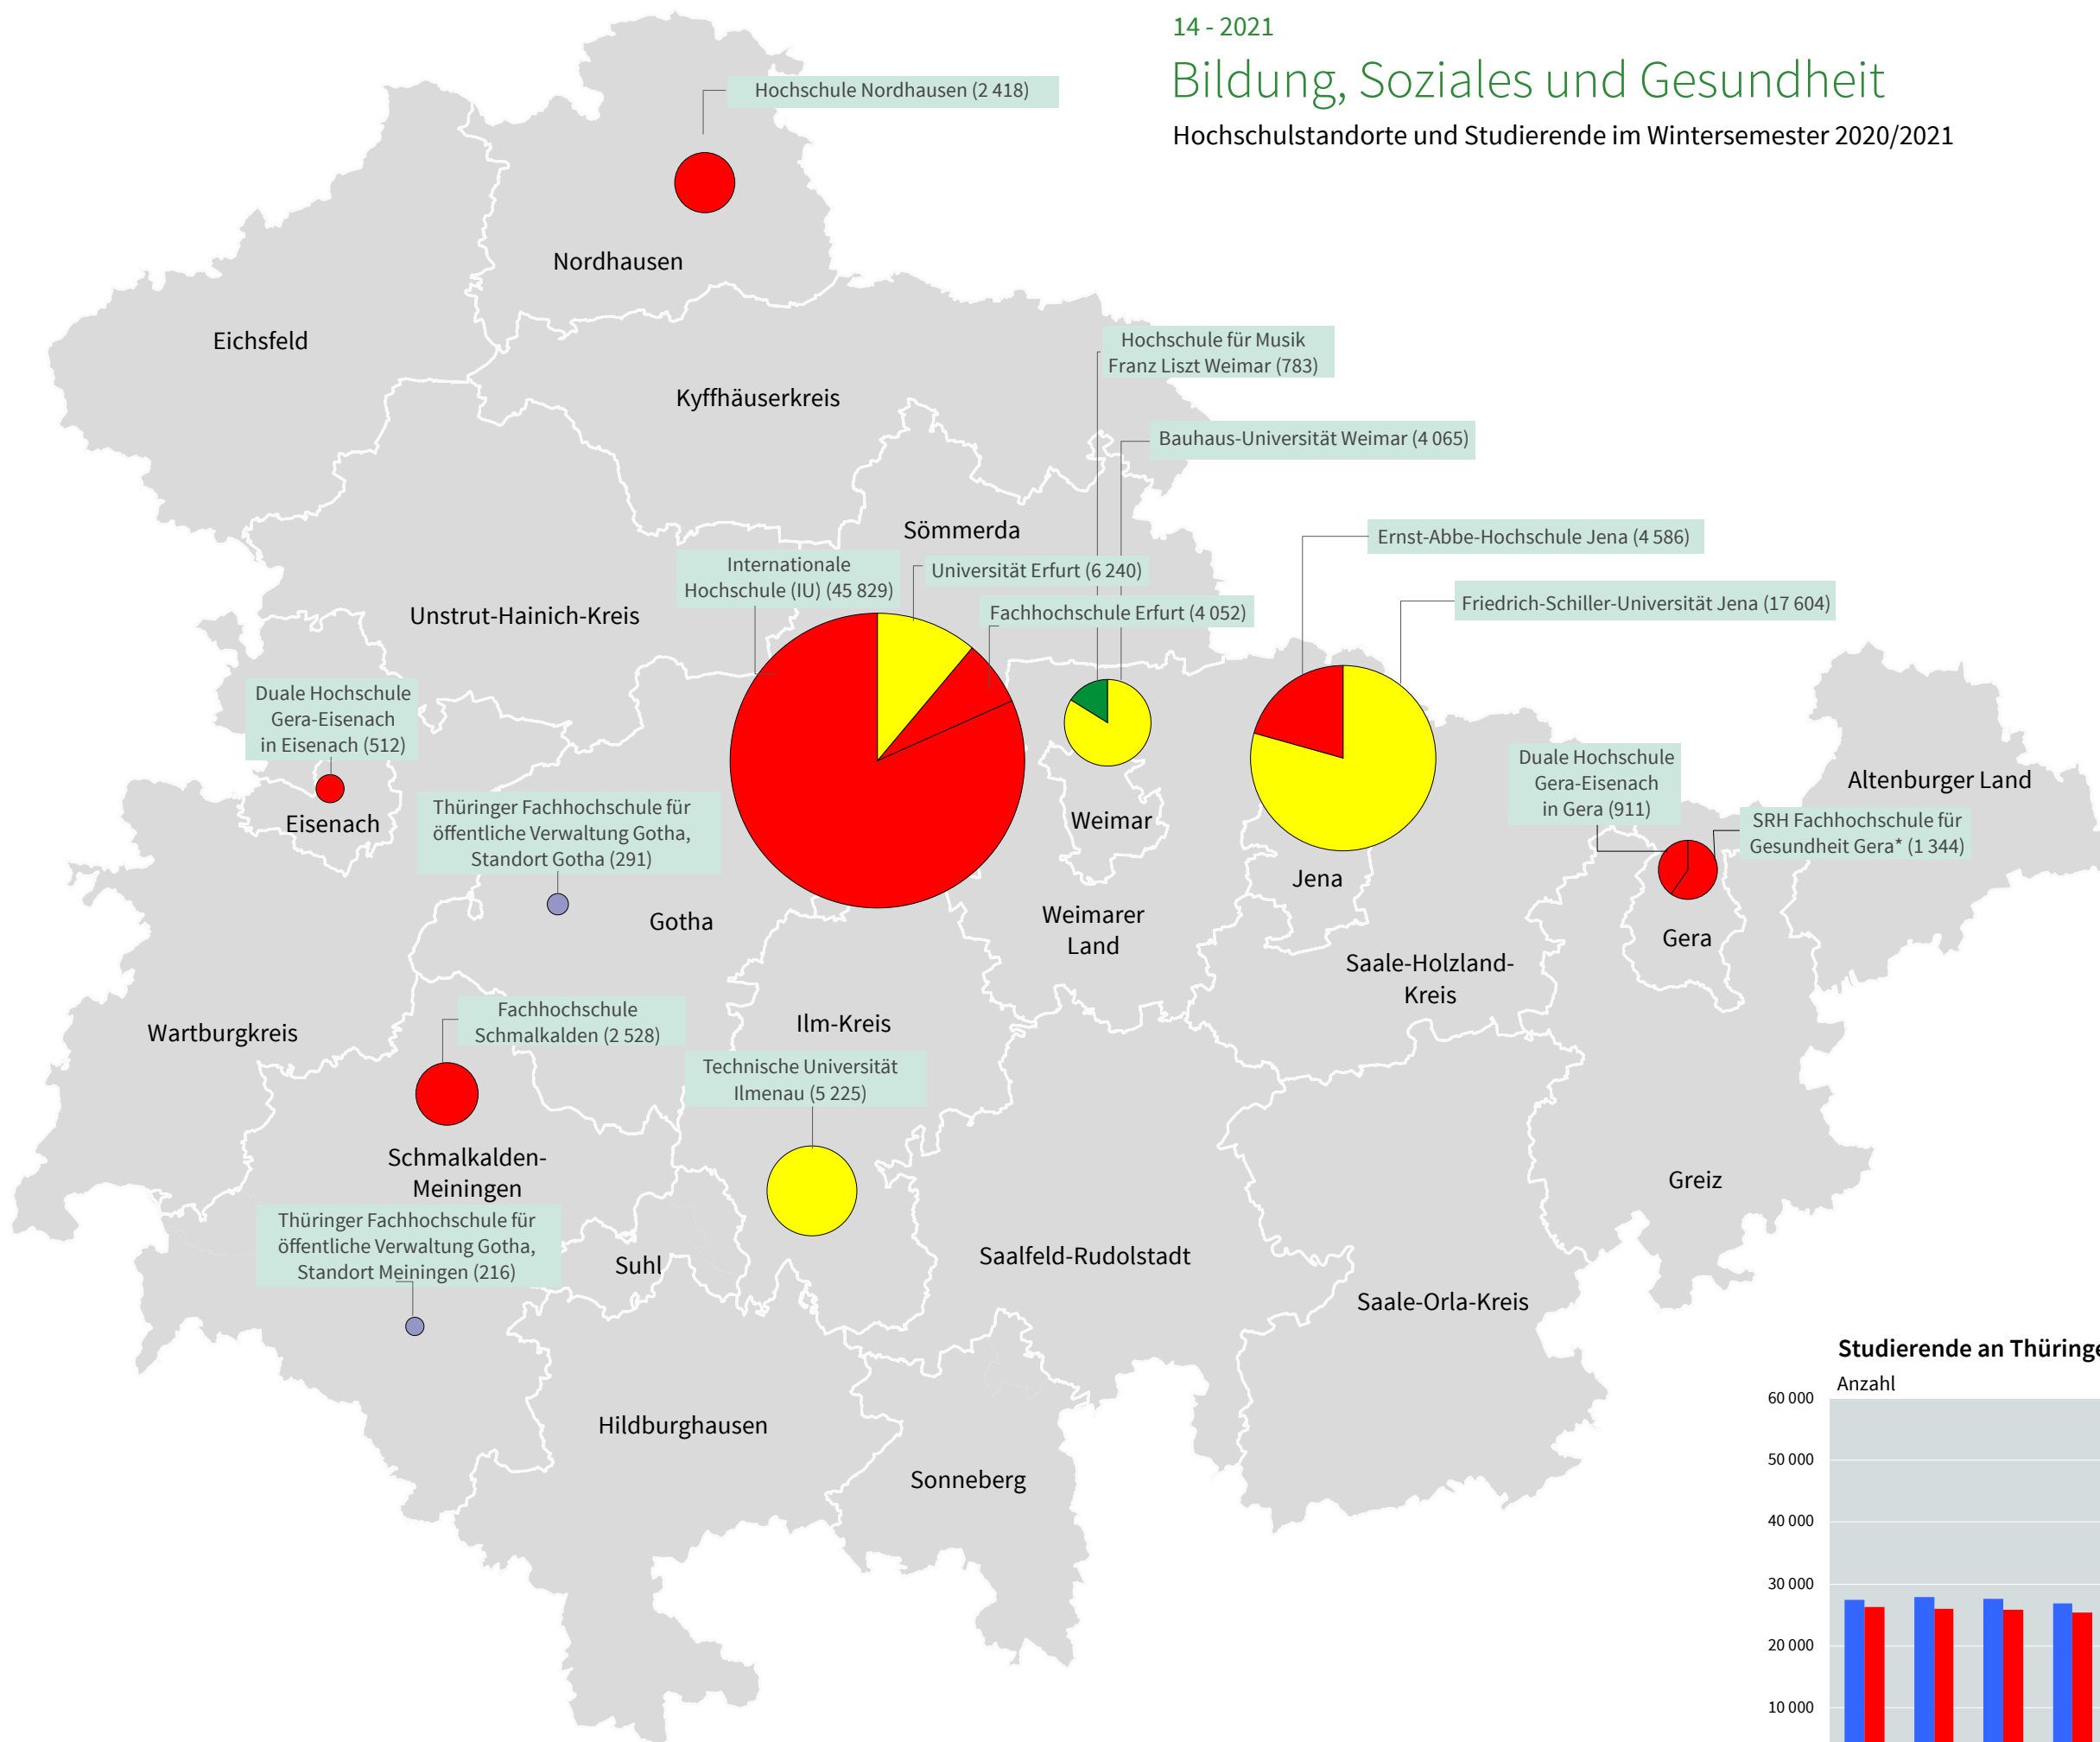 14 - 2021
Bildung, Soziales und Gesundheit
Hochschulstandorte und Studierende im Wintersemester 2020/2021
Hochschule Nordhausen (2 418)
Nordhausen
Eichsfeld
Hochschule für Musik
Franz Liszt Weimar (783)
Kyffhäuserkreis
Bauhaus-Universität Weimar (4 065)
Sömmerda
Ernst-Abbe-Hochschule Jena (4 586)
Internationale
Hochschule (IU) (45 829)
Universität Erfurt (6 240)
Fachhochschule Erfurt (4 052)
Friedrich-Schiller-Universität Jena (17 604)
Unstrut-Hainich-Kreis
Duale Hochschule
Gera-Eisenach
in Eisenach (512)
Eisenach
Thüringer Fachhochschule für
öffentliche Verwaltung Gotha,
Standort Gotha (291)
Gotha
Weimar
Weimarer
Land
Jena
Duale Hochschule
Gera-Eisenach
in Gera (911)
Altenburger Land
SRH Fachhochschule für
Gesundheit Gera* (1 344)
Gera
Saale-Holzland-
Kreis
Wartburgkreis
Fachhochschule
Schmalkalden (2 528)
Ilm-Kreis
Technische Universität
Ilmenau (5 225)
Schmalkalden-
Meiningen
Thüringer Fachhochschule für
öffentliche Verwaltung Gotha,
Standort Meiningen (216)
Suhl
Saalfeld-Rudolstadt
Greiz
Saale-Orla-Kreis
Hildburghausen
Sonneberg
Studierende an Thüringe
Anzahl
60 000
50 000
40 000
30 000
20 000
10 000